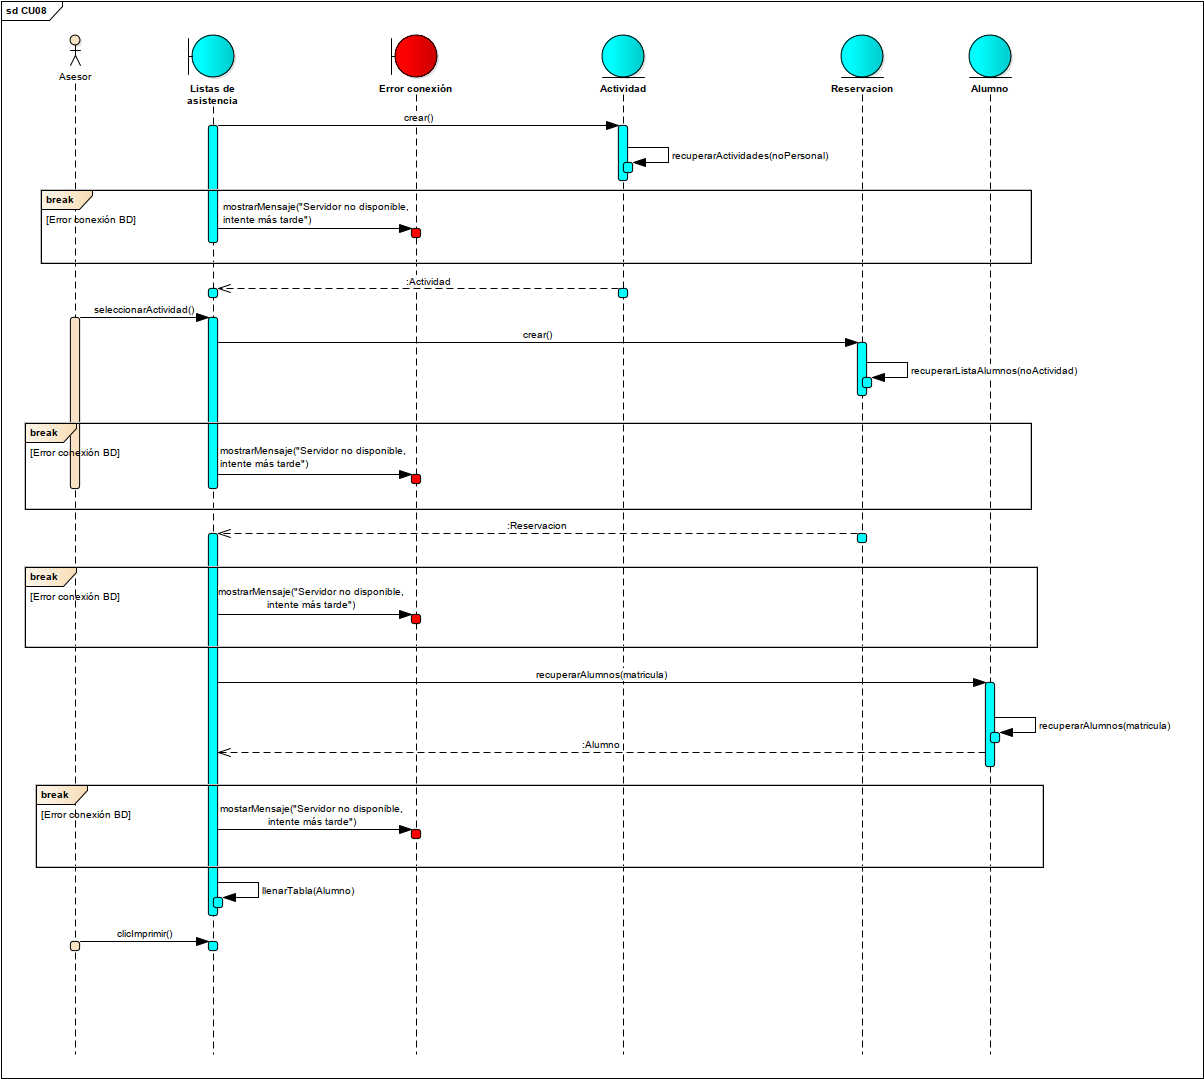 sd CU08
Asesor
Listas de
asistencia
Error conexión
Actividad
Reservacion
Alumno
crear()
recuperarActividades(noPersonal)
break
[Error conexión BD]
mostrarMensaje("Servidor no disponible,
intente más tarde")
:Actividad
seleccionarActividad()
crear()
recuperarListaAlumnos(noActividad)
break
[Error conexión BD]
mostrarMensaje("Servidor no disponible,
intente más tarde")
:Reservacion
break
[Error conexión BD]
mostrarMensaje("Servidor no disponible,
intente más tarde")
recuperarAlumnos(matricula)
recuperarAlumnos(matricula)
:Alumno
break
[Error conexión BD]
mostarMensaje("Servidor no disponible,
intente más tarde")
llenarTabla(Alumno)
clicImprimir()